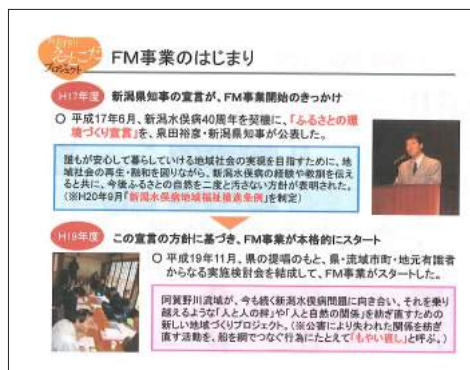 プロジェクト
FM事業のはじまり
H17年度
新潟県知事の宣言が、FM事業開始のきっかけ
○ 平成17年6月、新潟水俣病40周年を契機に、「ふるさとの環
境づくり宣言」を、泉田裕彦・新潟県知事が公表した。
誰もが安心して暮らしていける地域社会の実現を目指すために、地
域社会の再生・融和を図りながら、新潟水俣病の経験や教訓を伝え
ると共に、今後ふるさとの自然を二度と汚さない方針が表明された。
(※H20年9月「新潟水俣病地域福祉推進条例」を制定)
H19年度
この宣言の方針に基づき、FM事業が本格的にスタート
○ 平成19年11月、県の提唱のもと、県・流域市町・地元有識者
からなる実施検討会を結成して、FM事業がスタートした。
阿賀野川流域が、今も続く新潟水俣病問題に向き合い、それを乗り
越えるような「人と人の絆」や「人と自然の関係」を紡ぎ直すための
新しい地域づくりプロジェクト。(※公害により失われた関係を紡ぎ
直す活動を、船を綱でつなぐ行為にたとえて「もやい直し」と呼ぶ。)